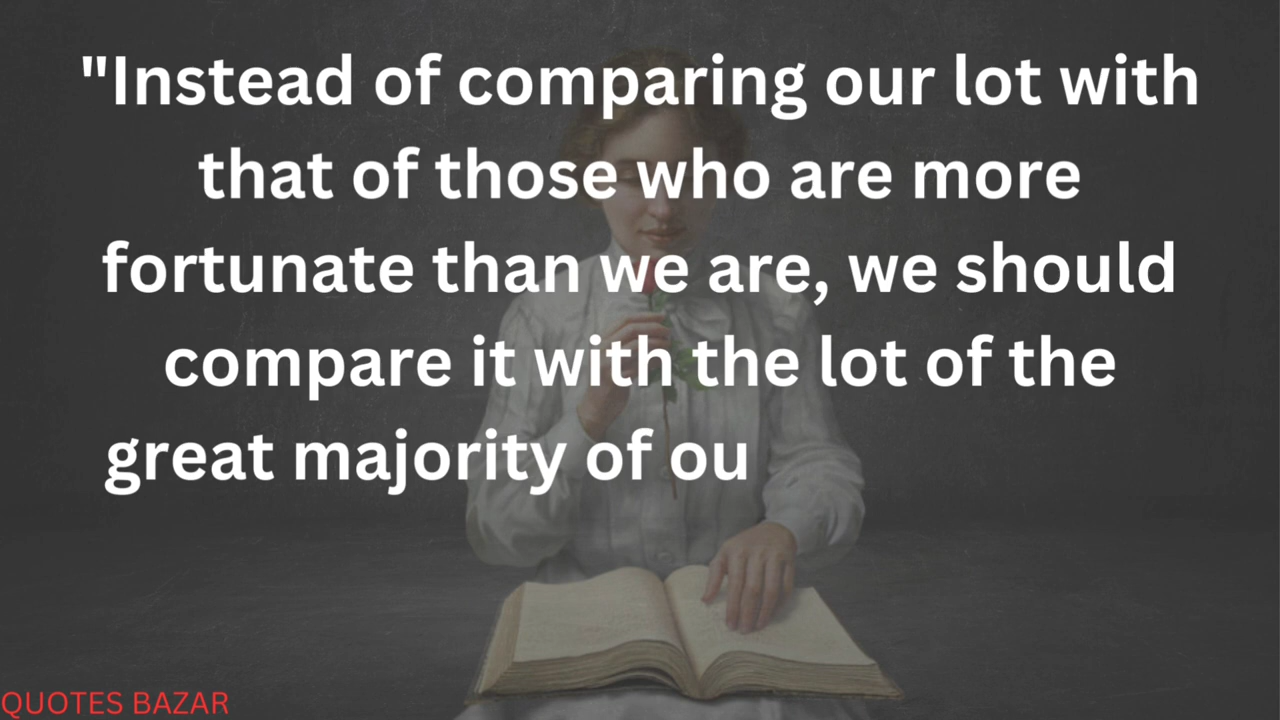 "Instead of comparing our lot with
that of those who are more
fortunate than we are, we should
compare it with the lot of the
great majority of ou
QUOTES BAZAR